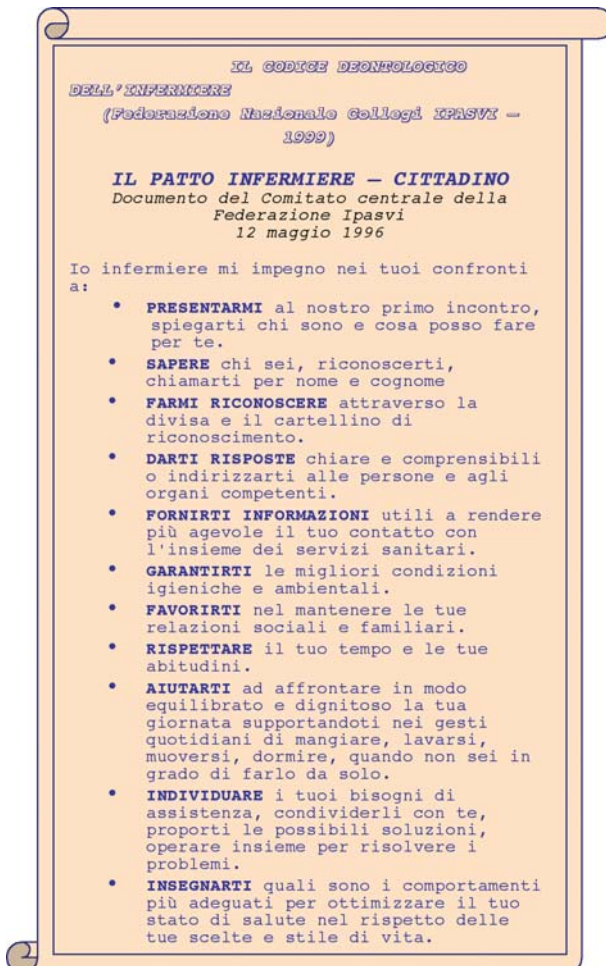 IL CODICE DEONTOLOGICO
DELL'INFERMIERE
(Federazione Nazionale Collegi IPASVI –
1999)
IL PATTO INFERMIERE – CITTADINO
Documento del Comitato centrale della
Federazione Ipasvi
12 maggio 1996
Io infermiere mi impegno nei tuoi confronti
a:
• PRESENTARMI al nostro primo incontro,
spiegarti chi sono e cosa posso fare
per te.
• SAPERE chi sei, riconoscerti,
chiamarti per nome e cognome
• FARMI RICONOSCERE attraverso la
divisa e il cartellino di
riconoscimento.
• DARTI RISPOSTE chiare e comprensibili
o indirizzarti alle persone e agli
organi competenti.
• FORNIRTI INFORMAZIONI utili a rendere
più agevole il tuo contatto con
l'insieme dei servizi sanitari.
• GARANTIRTI le migliori condizioni
igieniche e ambientali.
• FAVORIRTI nel mantenere le tue
relazioni sociali e familiari.
• RISPETTARE il tuo tempo e le tue
abitudini.
• AIUTARTI ad affrontare in modo
equilibrato e dignitoso la tua
giornata supportandoti nei gesti
quotidiani di mangiare, lavarsi,
muoversi, dormire, quando non sei in
grado di farlo da solo.
• INDIVIDUARE i tuoi bisogni di
assistenza, condividerli con te,
proporti le possibili soluzioni,
operare insieme per risolvere i
problemi.
• INSEGNARTI quali sono i comportamenti
più adeguati per ottimizzare il tuo
stato di salute nel rispetto delle
tue scelte e stile di vita.